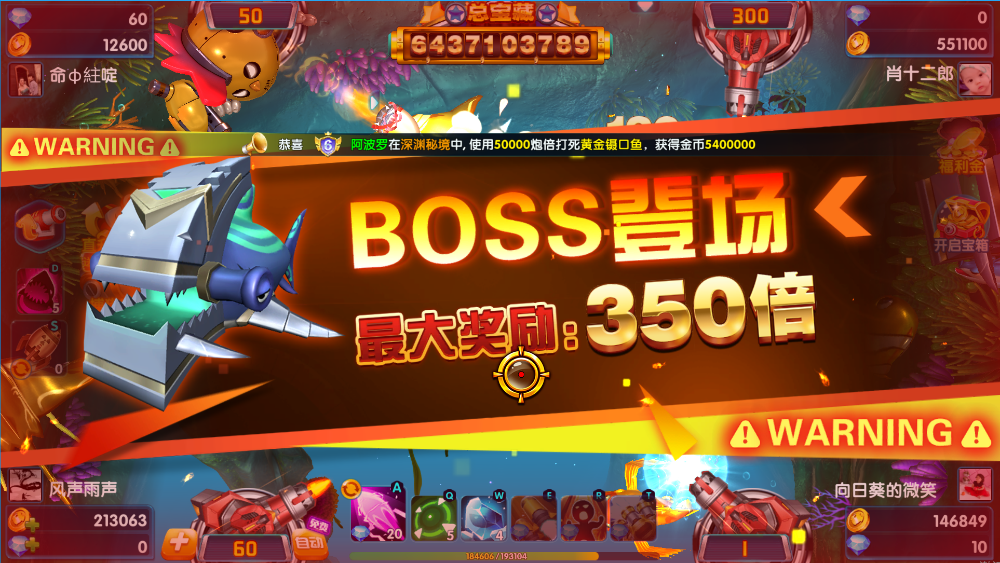 60
12600
命中紸啶
50
总宝藏
64371 03789
300
0
551100
肖十二郎
WARNING
恭喜 6 阿波罗在深渊秘境中, 使用50000炮倍打死黄金镊口鱼，获得金币5400000
福利金
BOSS登场
开启宝箱
最大奖励:350倍
D
5
S
0
WARNING
风声雨声
213063
0
60
免费
自动
A
20
Q
5
W
4
E
R
T
184606/193104
向日葵的微笑
146849
10
1